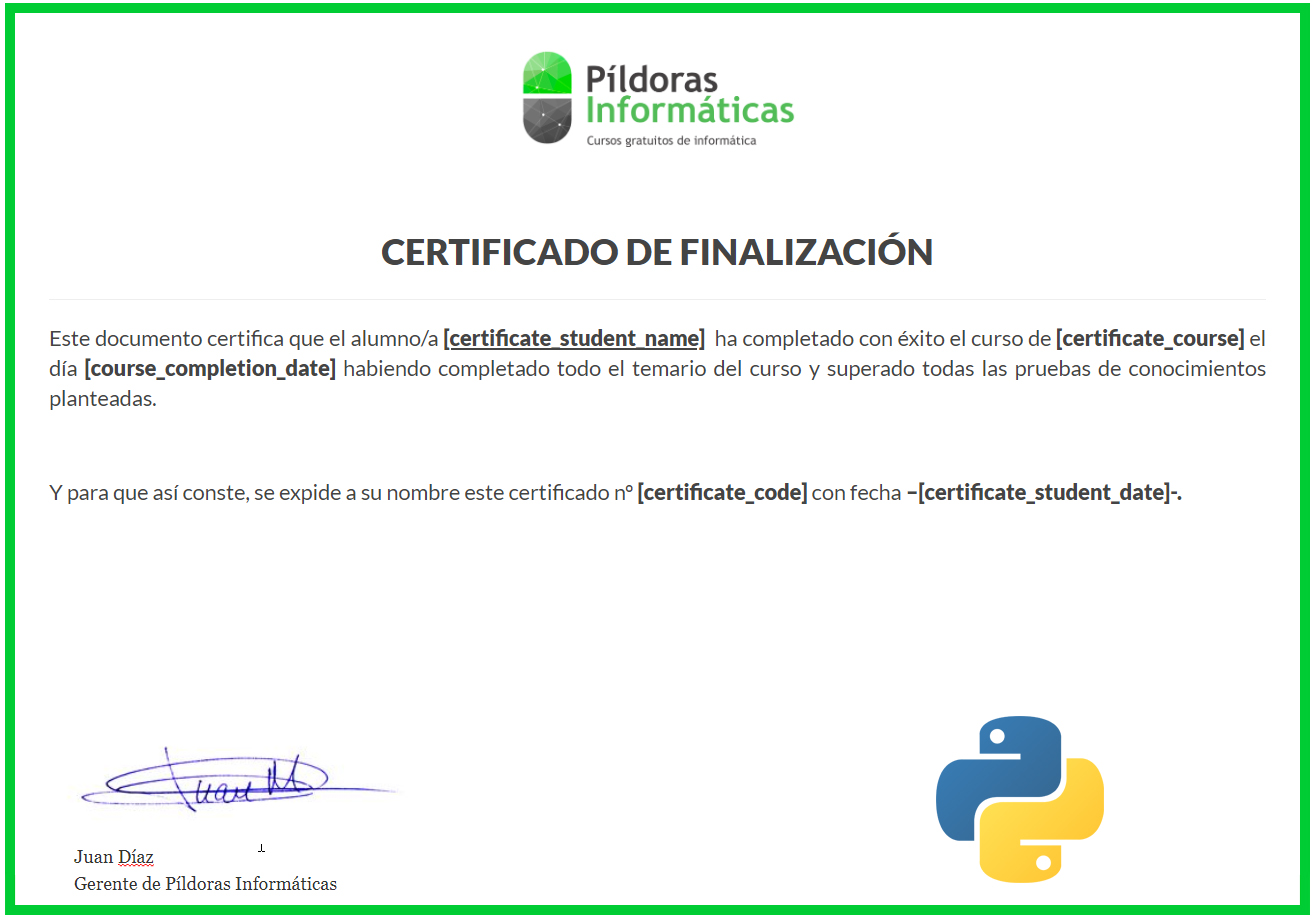 Píldoras
Informáticas
Cursos gratuitos de informática
CERTIFICADO DE FINALIZACIÓN
Este documento certifica que el alumno/a [certificate_student_name] ha completado con éxito el curso de [certificate_course] el
día [course_completion_date] habiendo completado todo el temario del curso y superado todas las pruebas de conocimientos
planteadas.
Y para que así conste, se expide a su nombre este certificado nº [certificate_code] con fecha –[certificate_student_date]-.
Juan M
Juan Díaz
Gerente de Píldoras Informáticas